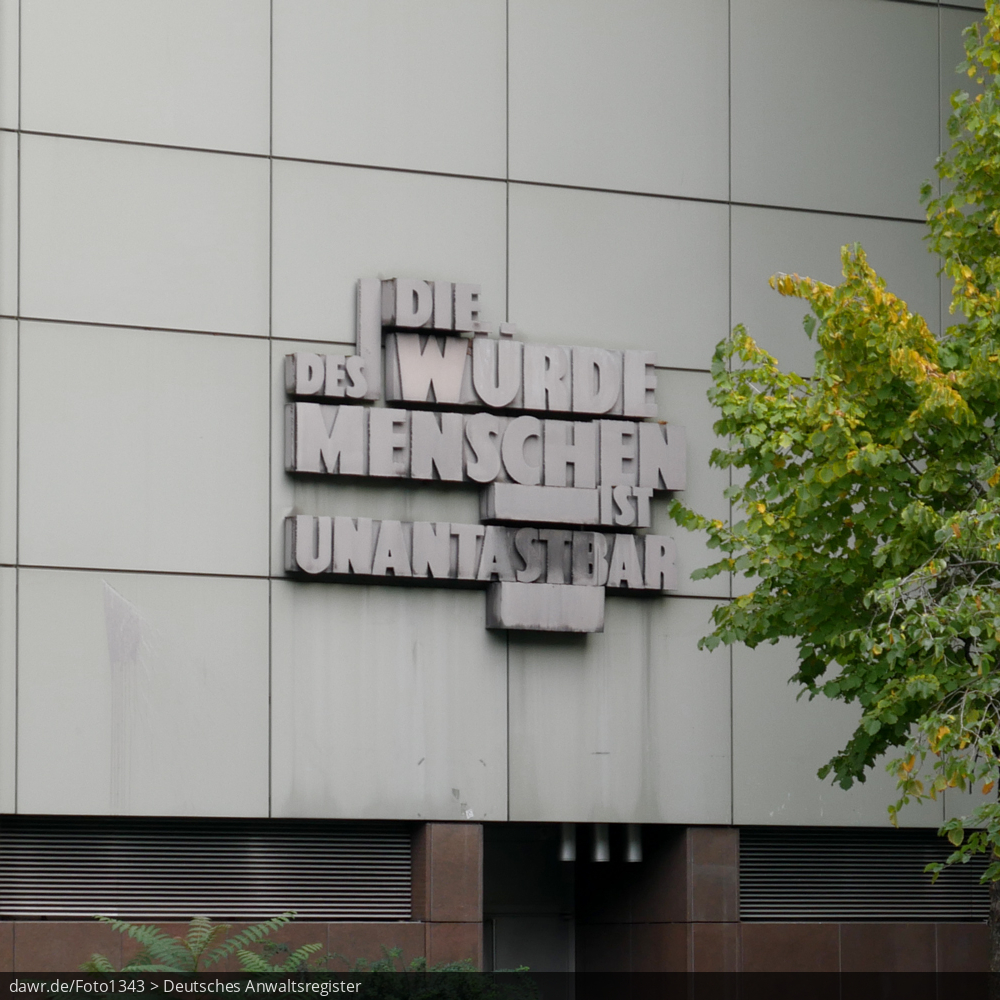 DIE
WÜRDE
DES
MENSCHEN
IST
UNANTASTBAR
dawr.de/Foto1343 > Deutsches Anwaltsregister